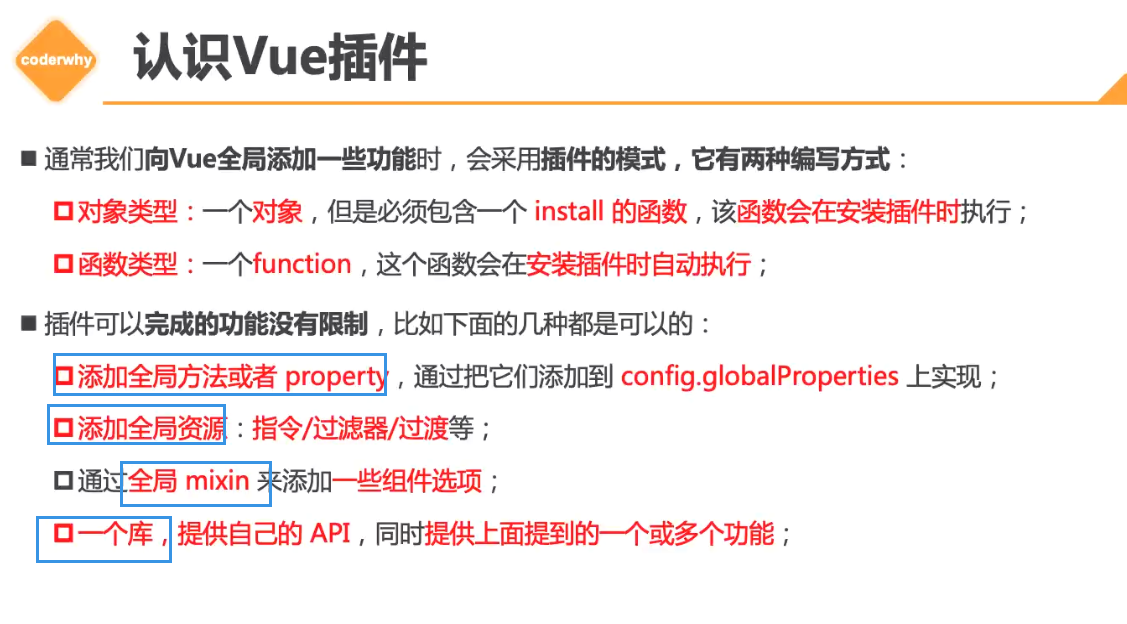 coderwhy
认识Vue插件
通常我们向Vue全局添加一些功能时，会采用插件的模式，它有两种编写方式：
对象类型：一个对象，但是必须包含一个 install 的函数，该函数会在安装插件时执行；
函数类型：一个function，这个函数会在安装插件时自动执行；
插件可以完成的功能没有限制，比如下面的几种都是可以的：
添加全局方法或者 property，通过把它们添加到 config.globalProperties 上实现；
添加全局资源：指令/过滤器/过渡等；
通过全局 mixin 来添加一些组件选项；
一个库，提供自己的 API，同时提供上面提到的一个或多个功能；